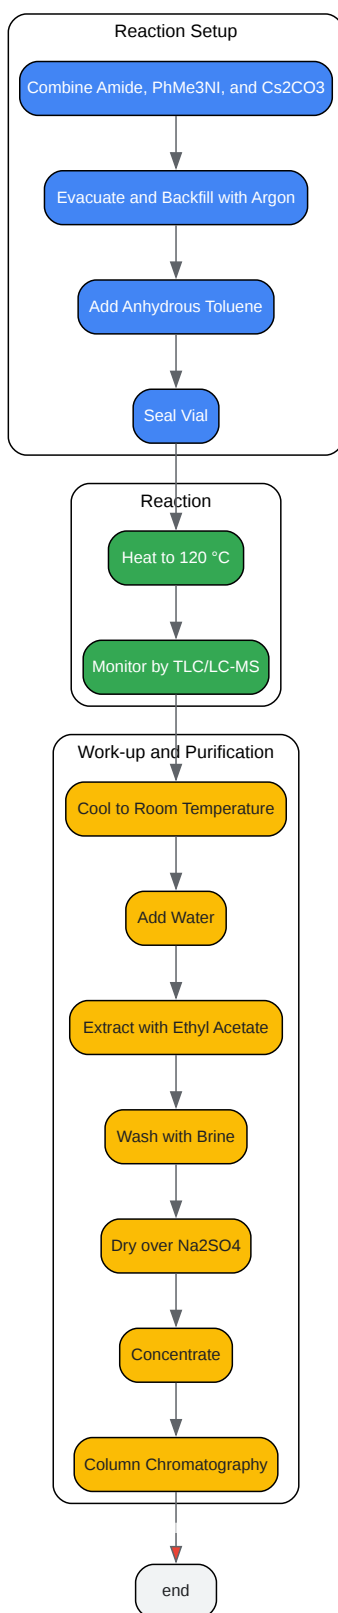 Reaction Setup
Combine Amide, PhMe3NI, and Cs2CO3
Evacuate and Backfill with Argon
Add Anhydrous Toluene
Seal Vial
Reaction
Heat to 120 °C
Monitor by TLC/LC-MS
Work-up and Purification
Cool to Room Temperature
Add Water
Extract with Ethyl Acetate
Wash with Brine
Dry over Na2SO4
Concentrate
Column Chromatography
end